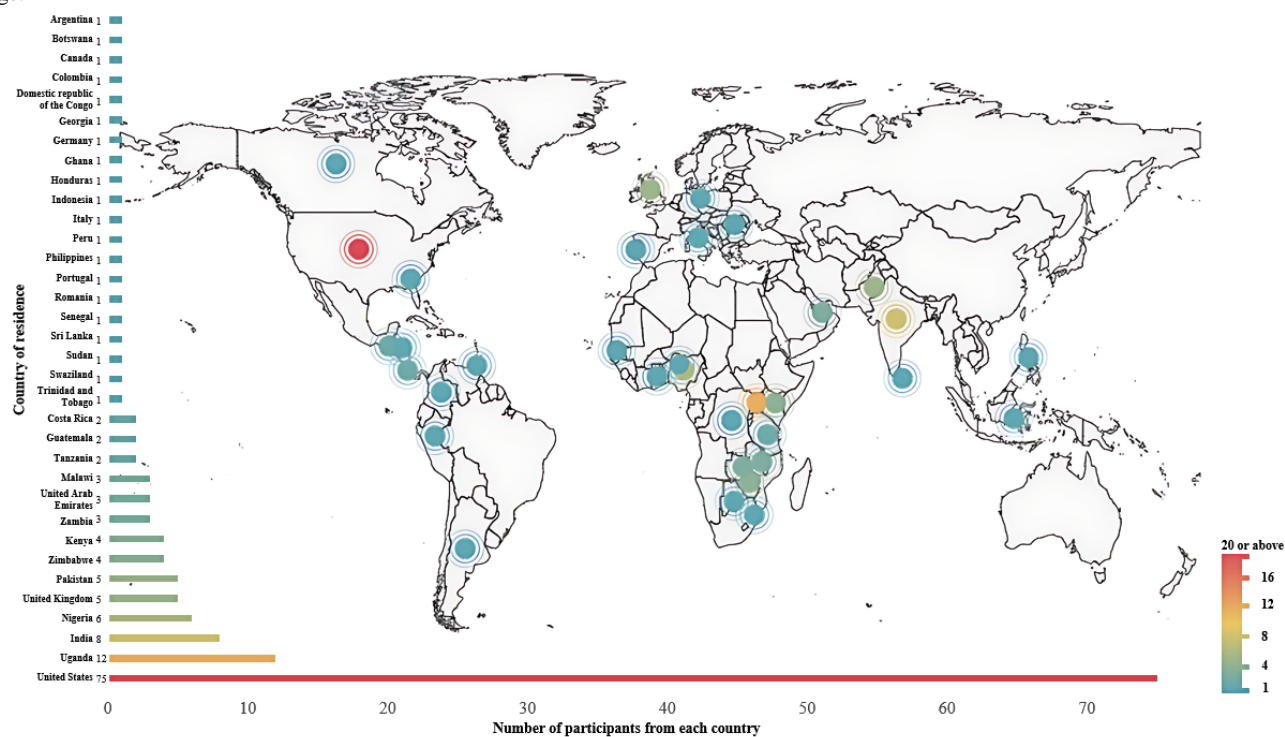 Argentina 1
Botswana 1
Canada 1
Colombia 1
Domestic republic
of the Congo 1
Georgia 1
Germany 1
Ghana 1
Honduras 1
Indonesia 1
Italy 1
Peru 1
Philippines 1
Portugal 1
Romania 1
Senegal 1
Sri Lanka 1
Sudan 1
Swaziland 1
Trinidad and
Tobago 1
Costa Rica 2
Guatemala 2
Tanzania 2
Malawi 3
United Arab
Emirates 3
Zambia 3
Kenya 4
Zimbabwe 4
Pakistan 5
United Kingdom 5
Nigeria 6
India 8
Uganda 12
United States 75
Country of residence
0 10 20 30 40 50 60 70
Number of participants from each country
20 or above
16
12
8
4
1